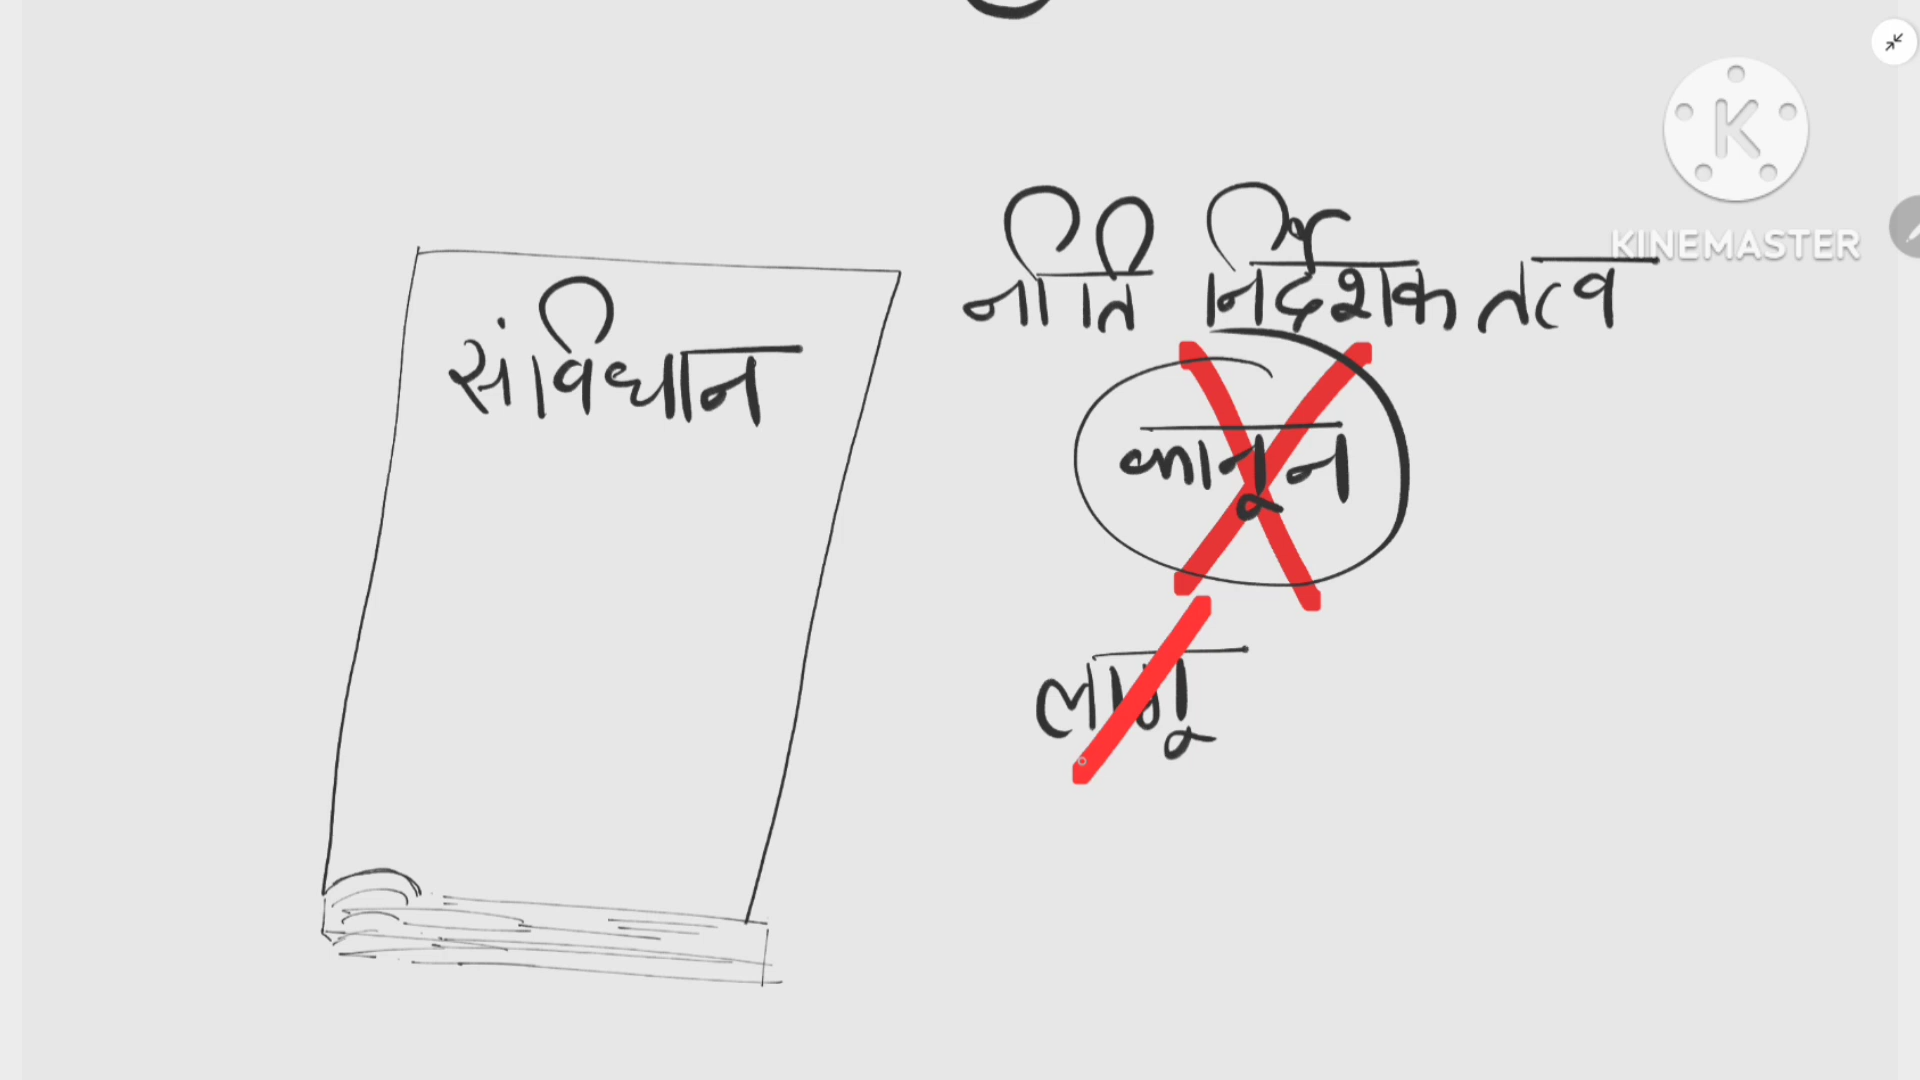 संविधान
नीति निर्देशक तत्व
कानून
लागू
K
KINEMASTER